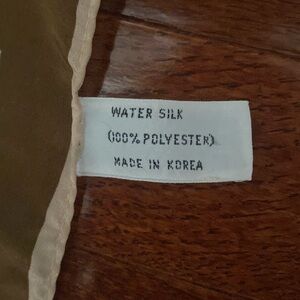 WATER SILK
(100% POLYESTER)
MADE IN KOREA